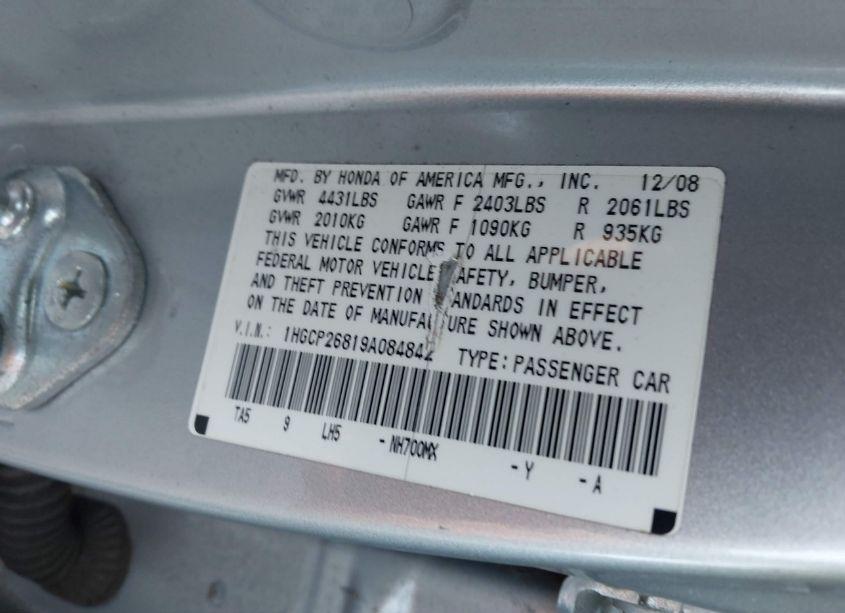 MFD. BY HONDA OF AMERICA MFG., INC. 12/08
GVWR 4431LBS GAWR F 2403LBS R 2061LBS
GVWR 2010KG GAWR F 1090KG R 935KG
THIS VEHICLE CONFORMS TO ALL APPLICABLE
FEDERAL MOTOR VEHICLE AFETY, BUMPER,
AND THEFT PREVENTION ANDARDS IN EFFECT
ON THE DATE OF MANUFACTURE SHOWN ABOVE.
V.I.N.: 1HGCP26819A084842 TYPE: PASSENGER CAR
TA5 9 LH5 - NH700MX - Y - A